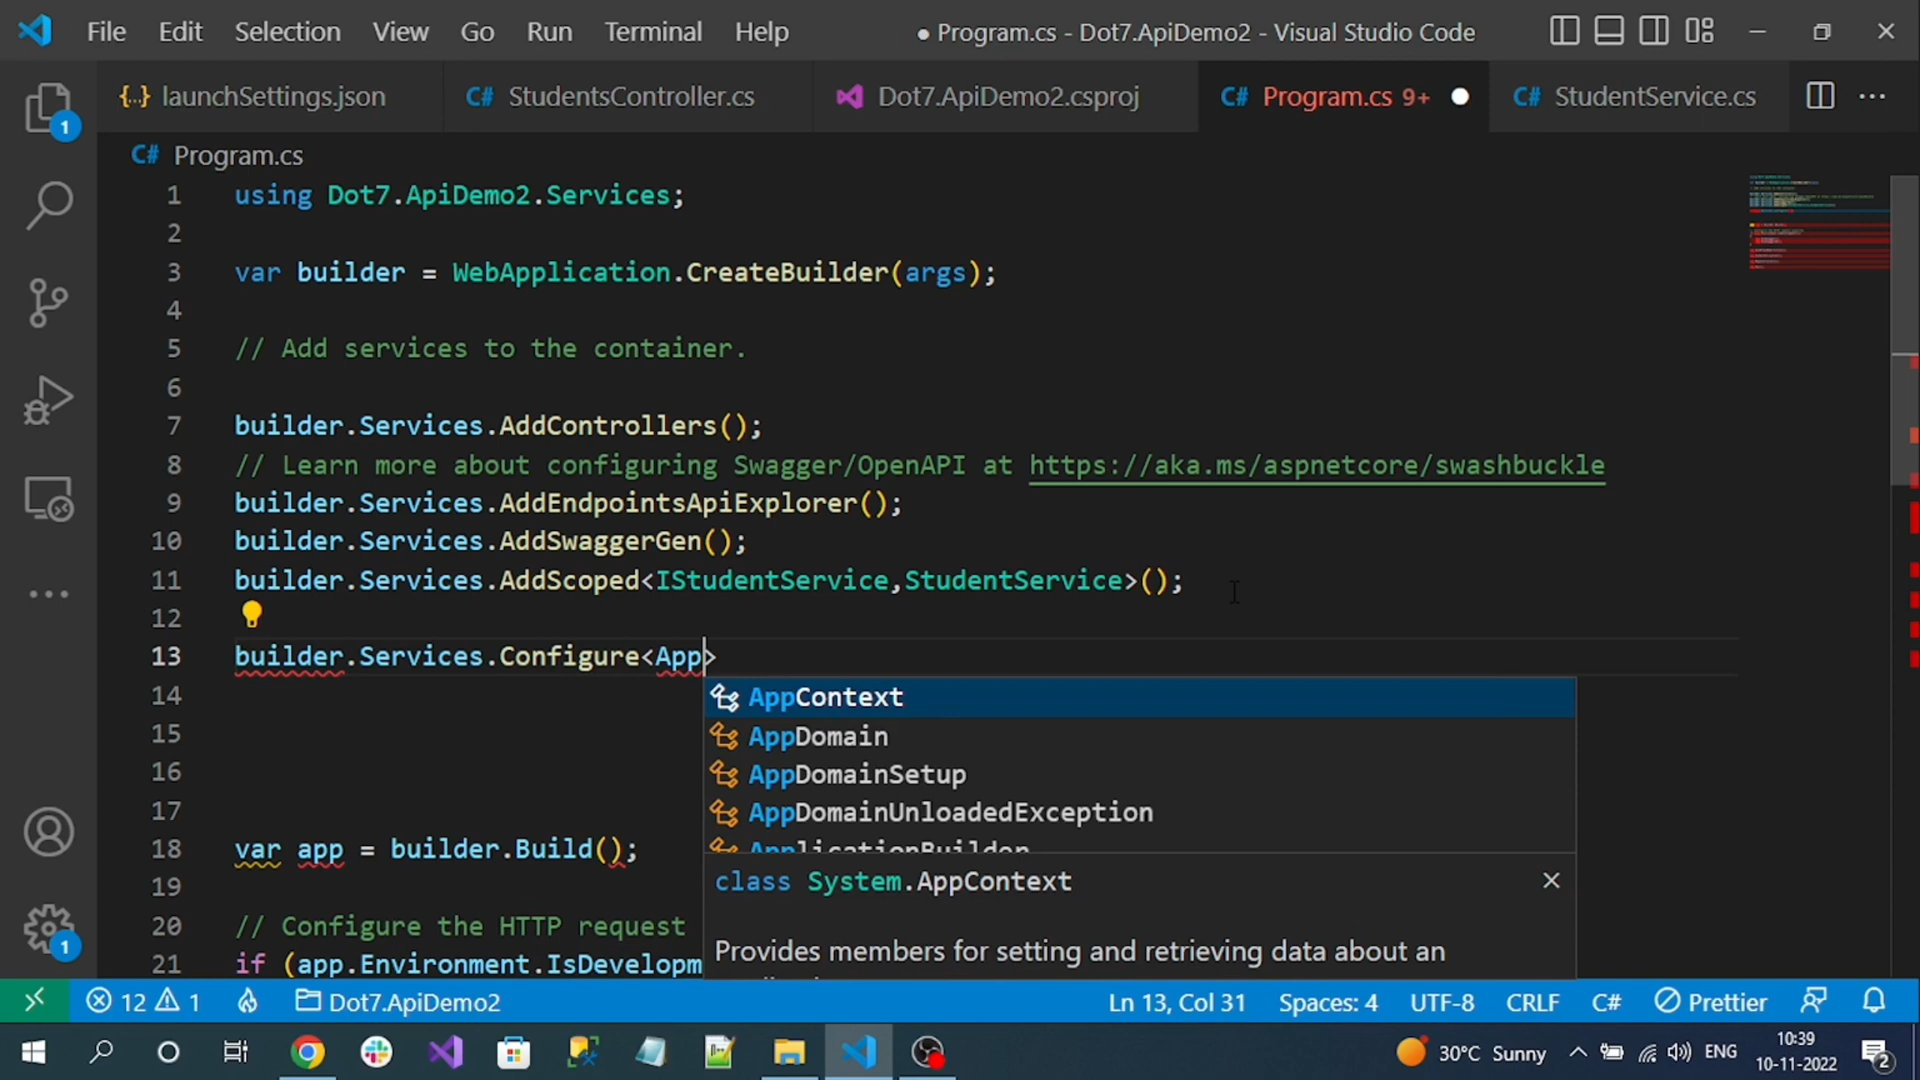 File Edit Selection View Go Run Terminal Help ● Program.cs - Dot7.ApiDemo2 - Visual Studio Code
{..} launchSettings.json C# StudentsController.cs Dot7.ApiDemo2.csproj C# Program.cs 9+ C# StudentService.cs
C# Program.cs
1 using Dot7.ApiDemo2.Services;
2
3 var builder = WebApplication.CreateBuilder(args);
4
5 // Add services to the container.
6
7 builder.Services.AddControllers();
8 // Learn more about configuring Swagger/OpenAPI at https://aka.ms/aspnetcore/swashbuckle
9 builder.Services.AddEndpointsApiExplorer();
10 builder.Services.AddSwaggerGen();
11 builder.Services.AddScoped<IStudentService,StudentService>();
12
13 builder.Services.Configure<App>
14 AppContext
15 AppDomain
16 AppDomainSetup
17 AppDomainUnloadedException
ApplicationBuilder
18 var app = builder.Build();
19 class System.AppContext
20 // Configure the HTTP request
Provides members for setting and retrieving data about an
21 if (app.Environment.IsDevelopm
1
1
12 1 Dot7.ApiDemo2 Ln 13, Col 31 Spaces: 4 UTF-8 CRLF C# Prettier
30°C Sunny ENG 10:39
10-11-2022
2